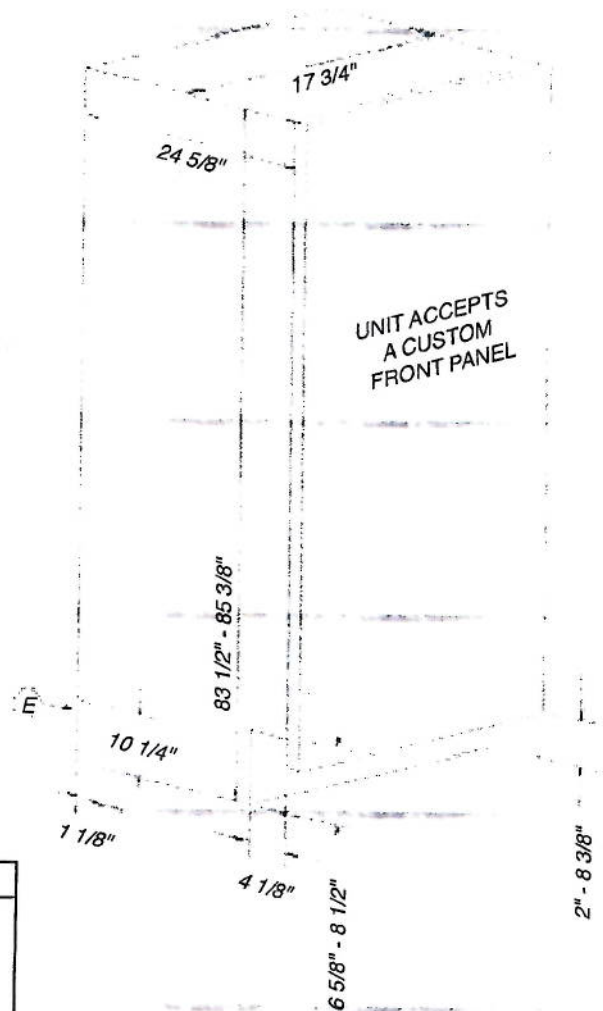 17 3/4"
24 5/8"
UNIT ACCEPTS
A CUSTOM
FRONT PANEL
83 1/2" - 85 3/8"
E
10 1/4"
1 1/8"
4 1/8"
6 5/8" - 8 1/2"
2" - 8 3/8"